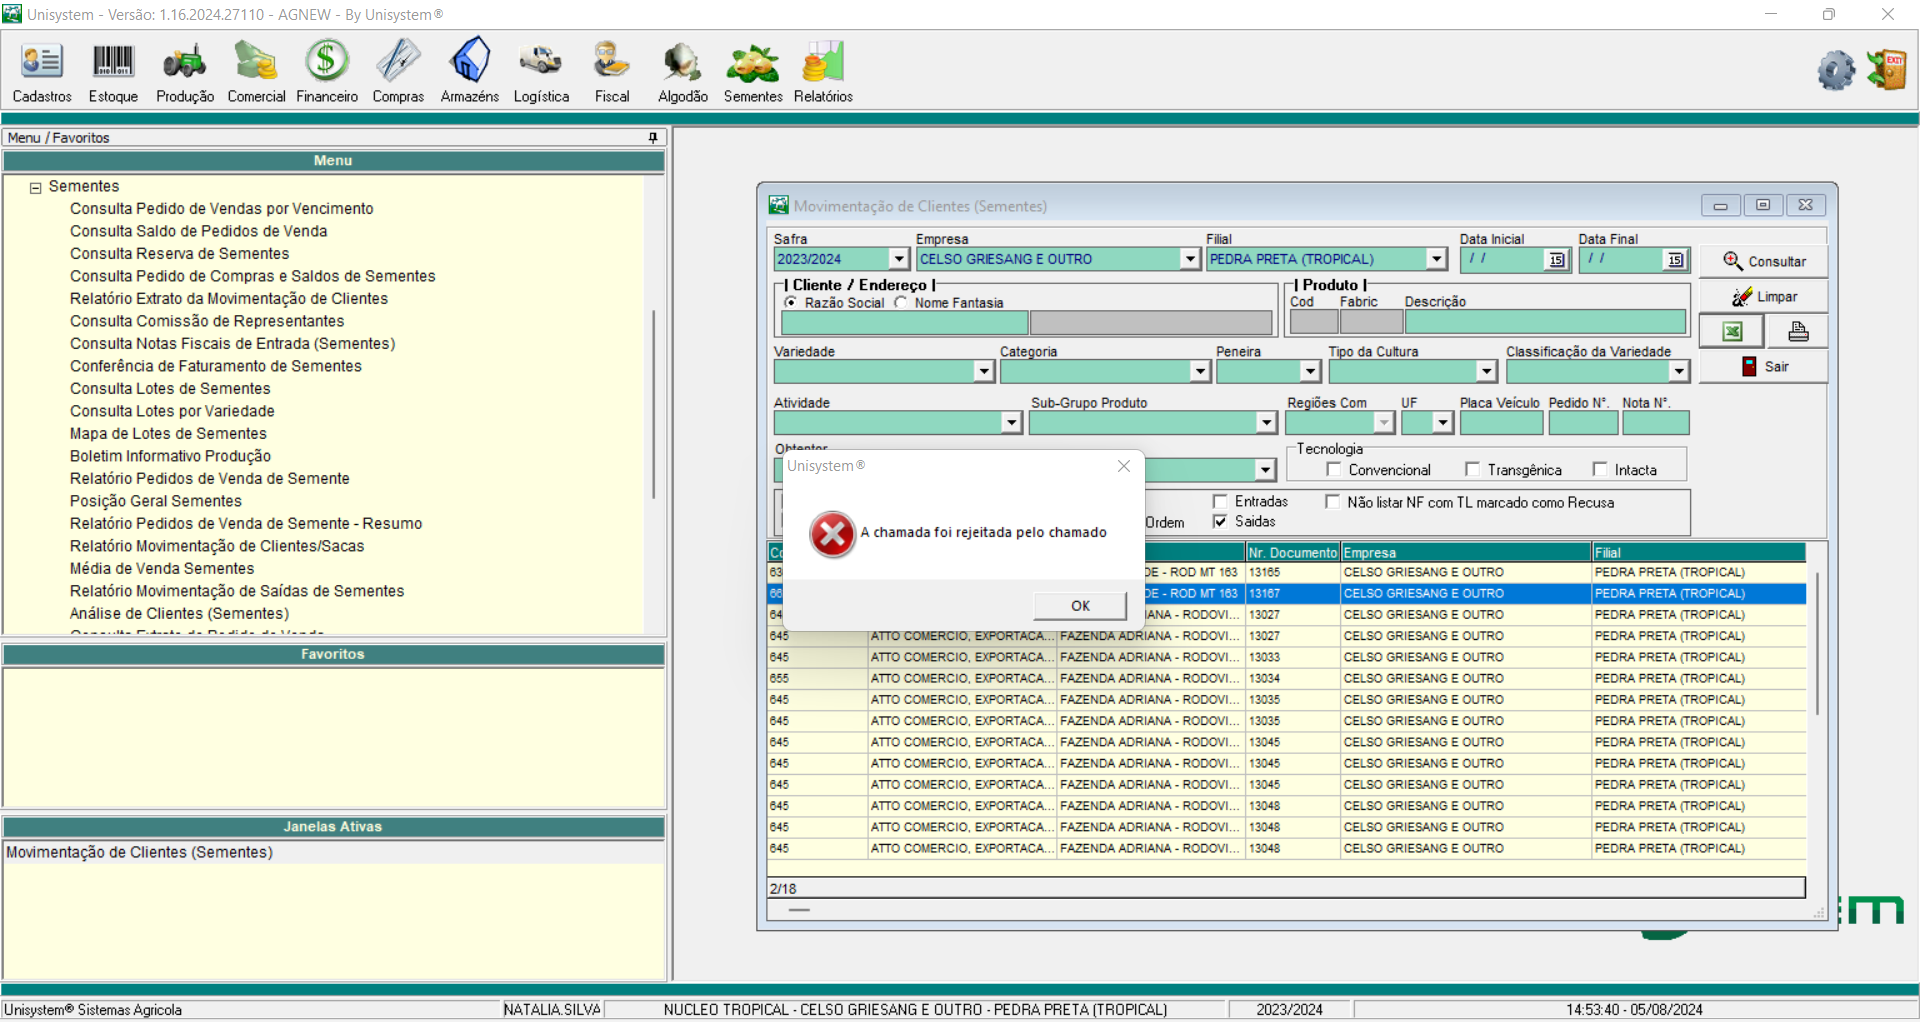 Unisystem - Versão: 1.16.2024.27110 - AGNEW - By Unisystem®
Cadastros Estoque Produção Comercial Financeiro Compras Armazéns Logística Fiscal Algodão Sementes Relatórios
EXIT
Menu / Favoritos
Menu
Sementes
Consulta Pedido de Vendas por Vencimento
Consulta Saldo de Pedidos de Venda
Consulta Reserva de Sementes
Consulta Pedido de Compras e Saldos de Sementes
Relatório Extrato da Movimentação de Clientes
Consulta Comissão de Representantes
Consulta Notas Fiscais de Entrada (Sementes)
Conferência de Faturamento de Sementes
Consulta Lotes de Sementes
Consulta Lotes por Variedade
Mapa de Lotes de Sementes
Boletim Informativo Produção
Relatório Pedidos de Venda de Semente
Posição Geral Sementes
Relatório Pedidos de Venda de Semente - Resumo
Relatório Movimentação de Clientes/Sacas
Média de Venda Sementes
Relatório Movimentação de Saídas de Sementes
Análise de Clientes (Sementes)
Favoritos
Janelas Ativas
Movimentação de Clientes (Sementes)
Movimentação de Clientes (Sementes)
Safra Empresa Filial Data Inicial Data Final
2023/2024 CELSO GRIESANG E OUTRO PEDRA PRETA (TROPICAL) / / 15 / / 15
Consultar
Limpar
Sair
Cliente / Endereço
Razão Social Nome Fantasia
Produto
Cod Fabric Descrição
Variedade Categoria Peneira Tipo da Cultura Classificação da Variedade
Atividade Sub-Grupo Produto Regiões Com UF Placa Veículo Pedido Nº. Nota Nº.
Tecnologia
Convencional Transgênica Intacta
Ordem
Entradas
Saidas
Não listar NF com TL marcado como Recusa
Unisystem®
A chamada foi rejeitada pelo chamado
OK
Nr. Documento Empresa Filial
DE - ROD MT 163 13165 CELSO GRIESANG E OUTRO PEDRA PRETA (TROPICAL)
DE - ROD MT 163 13167 CELSO GRIESANG E OUTRO PEDRA PRETA (TROPICAL)
ANA - RODOVI... 13027 CELSO GRIESANG E OUTRO PEDRA PRETA (TROPICAL)
645 ATTO COMERCIO, EXPORTACA... FAZENDA ADRIANA - RODOVI... 13027 CELSO GRIESANG E OUTRO PEDRA PRETA (TROPICAL)
645 ATTO COMERCIO, EXPORTACA... FAZENDA ADRIANA - RODOVI... 13033 CELSO GRIESANG E OUTRO PEDRA PRETA (TROPICAL)
655 ATTO COMERCIO, EXPORTACA... FAZENDA ADRIANA - RODOVI... 13034 CELSO GRIESANG E OUTRO PEDRA PRETA (TROPICAL)
645 ATTO COMERCIO, EXPORTACA... FAZENDA ADRIANA - RODOVI... 13035 CELSO GRIESANG E OUTRO PEDRA PRETA (TROPICAL)
645 ATTO COMERCIO, EXPORTACA... FAZENDA ADRIANA - RODOVI... 13035 CELSO GRIESANG E OUTRO PEDRA PRETA (TROPICAL)
645 ATTO COMERCIO, EXPORTACA... FAZENDA ADRIANA - RODOVI... 13045 CELSO GRIESANG E OUTRO PEDRA PRETA (TROPICAL)
645 ATTO COMERCIO, EXPORTACA... FAZENDA ADRIANA - RODOVI... 13045 CELSO GRIESANG E OUTRO PEDRA PRETA (TROPICAL)
645 ATTO COMERCIO, EXPORTACA... FAZENDA ADRIANA - RODOVI... 13045 CELSO GRIESANG E OUTRO PEDRA PRETA (TROPICAL)
645 ATTO COMERCIO, EXPORTACA... FAZENDA ADRIANA - RODOVI... 13048 CELSO GRIESANG E OUTRO PEDRA PRETA (TROPICAL)
645 ATTO COMERCIO, EXPORTACA... FAZENDA ADRIANA - RODOVI... 13048 CELSO GRIESANG E OUTRO PEDRA PRETA (TROPICAL)
645 ATTO COMERCIO, EXPORTACA... FAZENDA ADRIANA - RODOVI... 13048 CELSO GRIESANG E OUTRO PEDRA PRETA (TROPICAL)
2/18
Unisystem® Sistemas Agricola NATALIA.SILVA NUCLEO TROPICAL - CELSO GRIESANG E OUTRO - PEDRA PRETA (TROPICAL) 2023/2024 14:53:40 - 05/08/2024